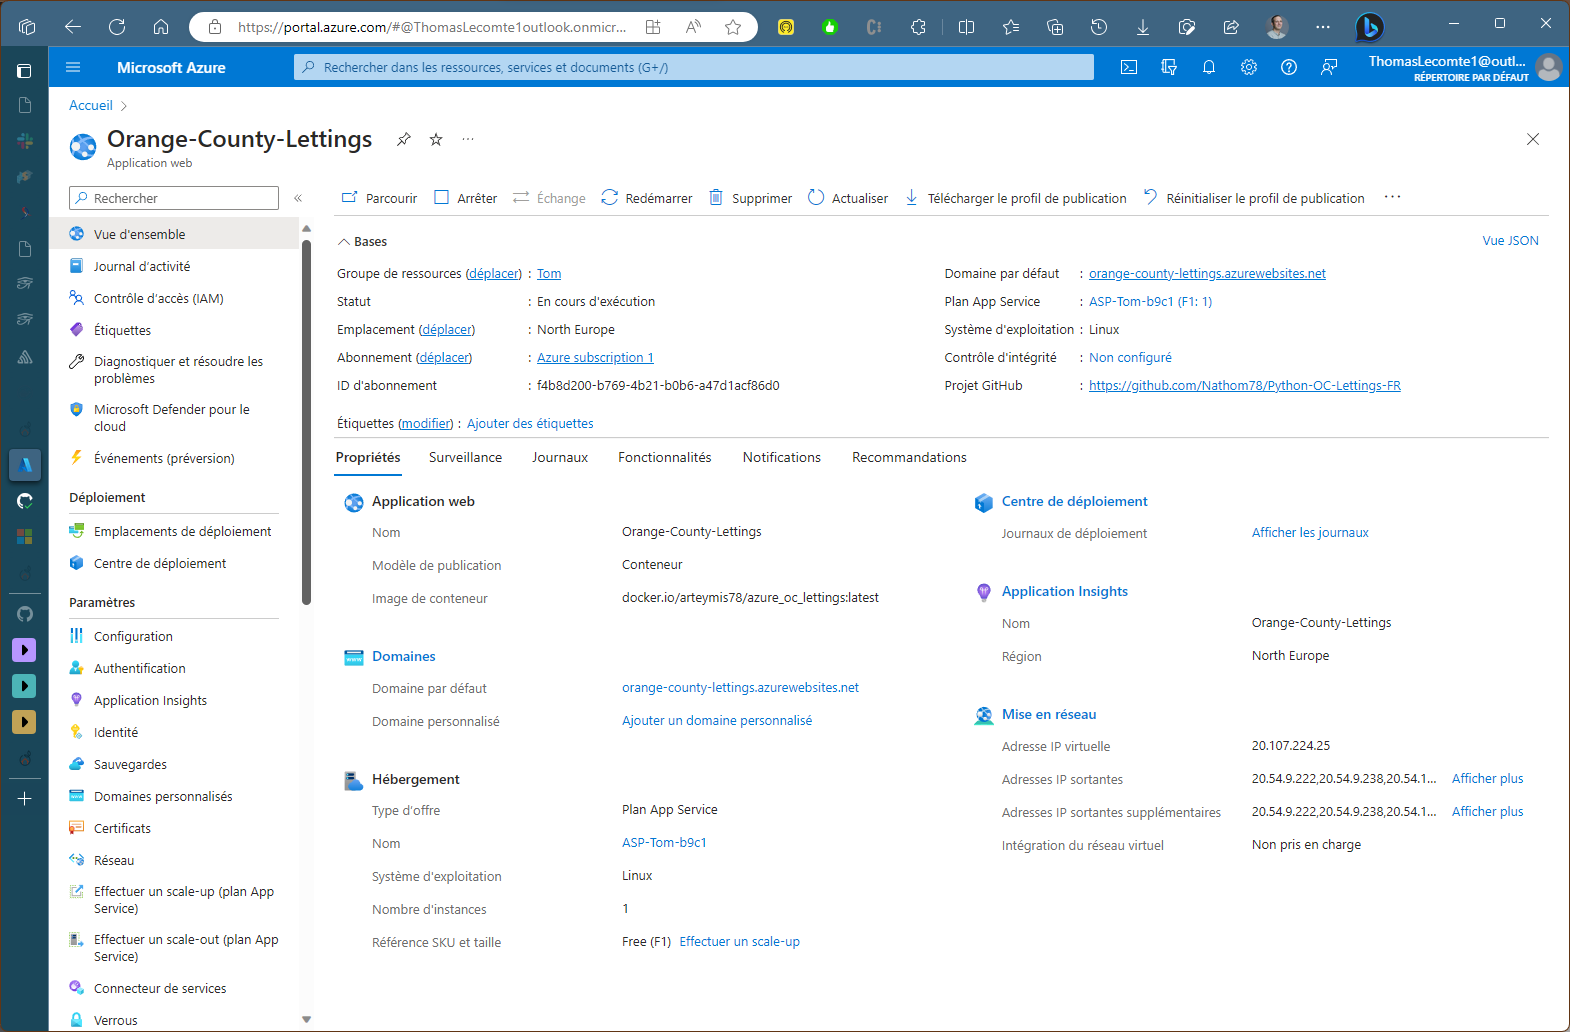 https://portal.azure.com/#@ThomasLecomte1outlook.onmicr...
Microsoft Azure
Rechercher dans les ressources, services et documents (G+/)
ThomasLecomte1@outl...
RÉPERTOIRE PAR DÉFAUT
Accueil
Orange-County-Lettings
Application web
Rechercher
Parcourir Arrêter Échange Redémarrer Supprimer Actualiser Télécharger le profil de publication Réinitialiser le profil de publication
Vue d'ensemble
Journal d’activité
Contrôle d’accès (IAM)
Étiquettes
Diagnostiquer et résoudre les
problèmes
Microsoft Defender pour le
cloud
Événements (préversion)
Déploiement
Emplacements de déploiement
Centre de déploiement
Paramètres
Configuration
Authentification
Application Insights
Identité
Sauvegardes
Domaines personnalisés
Certificats
Réseau
Effectuer un scale-up (plan App
Service)
Effectuer un scale-out (plan App
Service)
Connecteur de services
Verrous
Bases
Vue JSON
Groupe de ressources (déplacer) : Tom
Statut : En cours d'exécution
Emplacement (déplacer) : North Europe
Abonnement (déplacer) : Azure subscription 1
ID d'abonnement : f4b8d200-b769-4b21-b0b6-a47d1acf86d0
Domaine par défaut : orange-county-lettings.azurewebsites.net
Plan App Service : ASP-Tom-b9c1 (F1: 1)
Système d'exploitation : Linux
Contrôle d'intégrité : Non configuré
Projet GitHub : https://github.com/Nathom78/Python-OC-Lettings-FR
Étiquettes (modifier) : Ajouter des étiquettes
Propriétés Surveillance Journaux Fonctionnalités Notifications Recommandations
Application web
Nom Orange-County-Lettings
Modèle de publication Conteneur
Image de conteneur docker.io/arteymis78/azure_oc_lettings:latest
Domaines
Domaine par défaut orange-county-lettings.azurewebsites.net
Domaine personnalisé Ajouter un domaine personnalisé
Hébergement
Type d'offre Plan App Service
Nom ASP-Tom-b9c1
Système d'exploitation Linux
Nombre d'instances 1
Référence SKU et taille Free (F1) Effectuer un scale-up
Centre de déploiement
Journaux de déploiement Afficher les journaux
Application Insights
Nom Orange-County-Lettings
Région North Europe
Mise en réseau
Adresse IP virtuelle 20.107.224.25
Adresses IP sortantes 20.54.9.222,20.54.9.238,20.54.1... Afficher plus
Adresses IP sortantes supplémentaires 20.54.9.222,20.54.9.238,20.54.1... Afficher plus
Intégration du réseau virtuel Non pris en charge